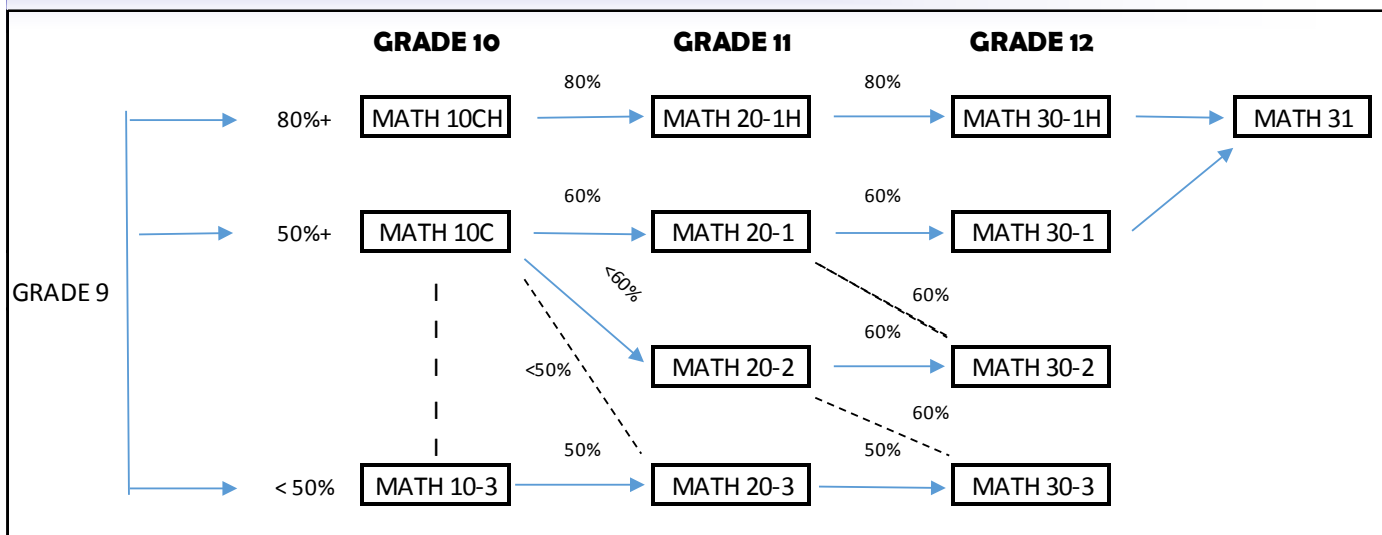 GRADE 10 GRADE 11 GRADE 12
80% 80%
80%+ MATH 10CH MATH 20-1H MATH 30-1H MATH 31
60% 60%
50%+ MATH 10C MATH 20-1 MATH 30-1
<60%
GRADE 9 60%
60%
<50% MATH 20-2 MATH 30-2
60%
50% 50%
< 50% MATH 10-3 MATH 20-3 MATH 30-3